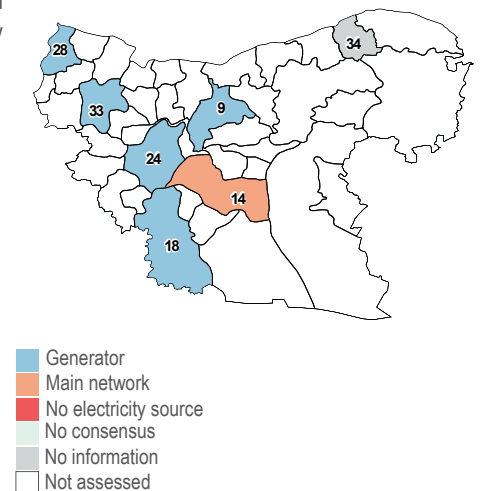 28
34
33
9
24
14
18
Generator
Main network
No electricity source
No consensus
No information
Not assessed